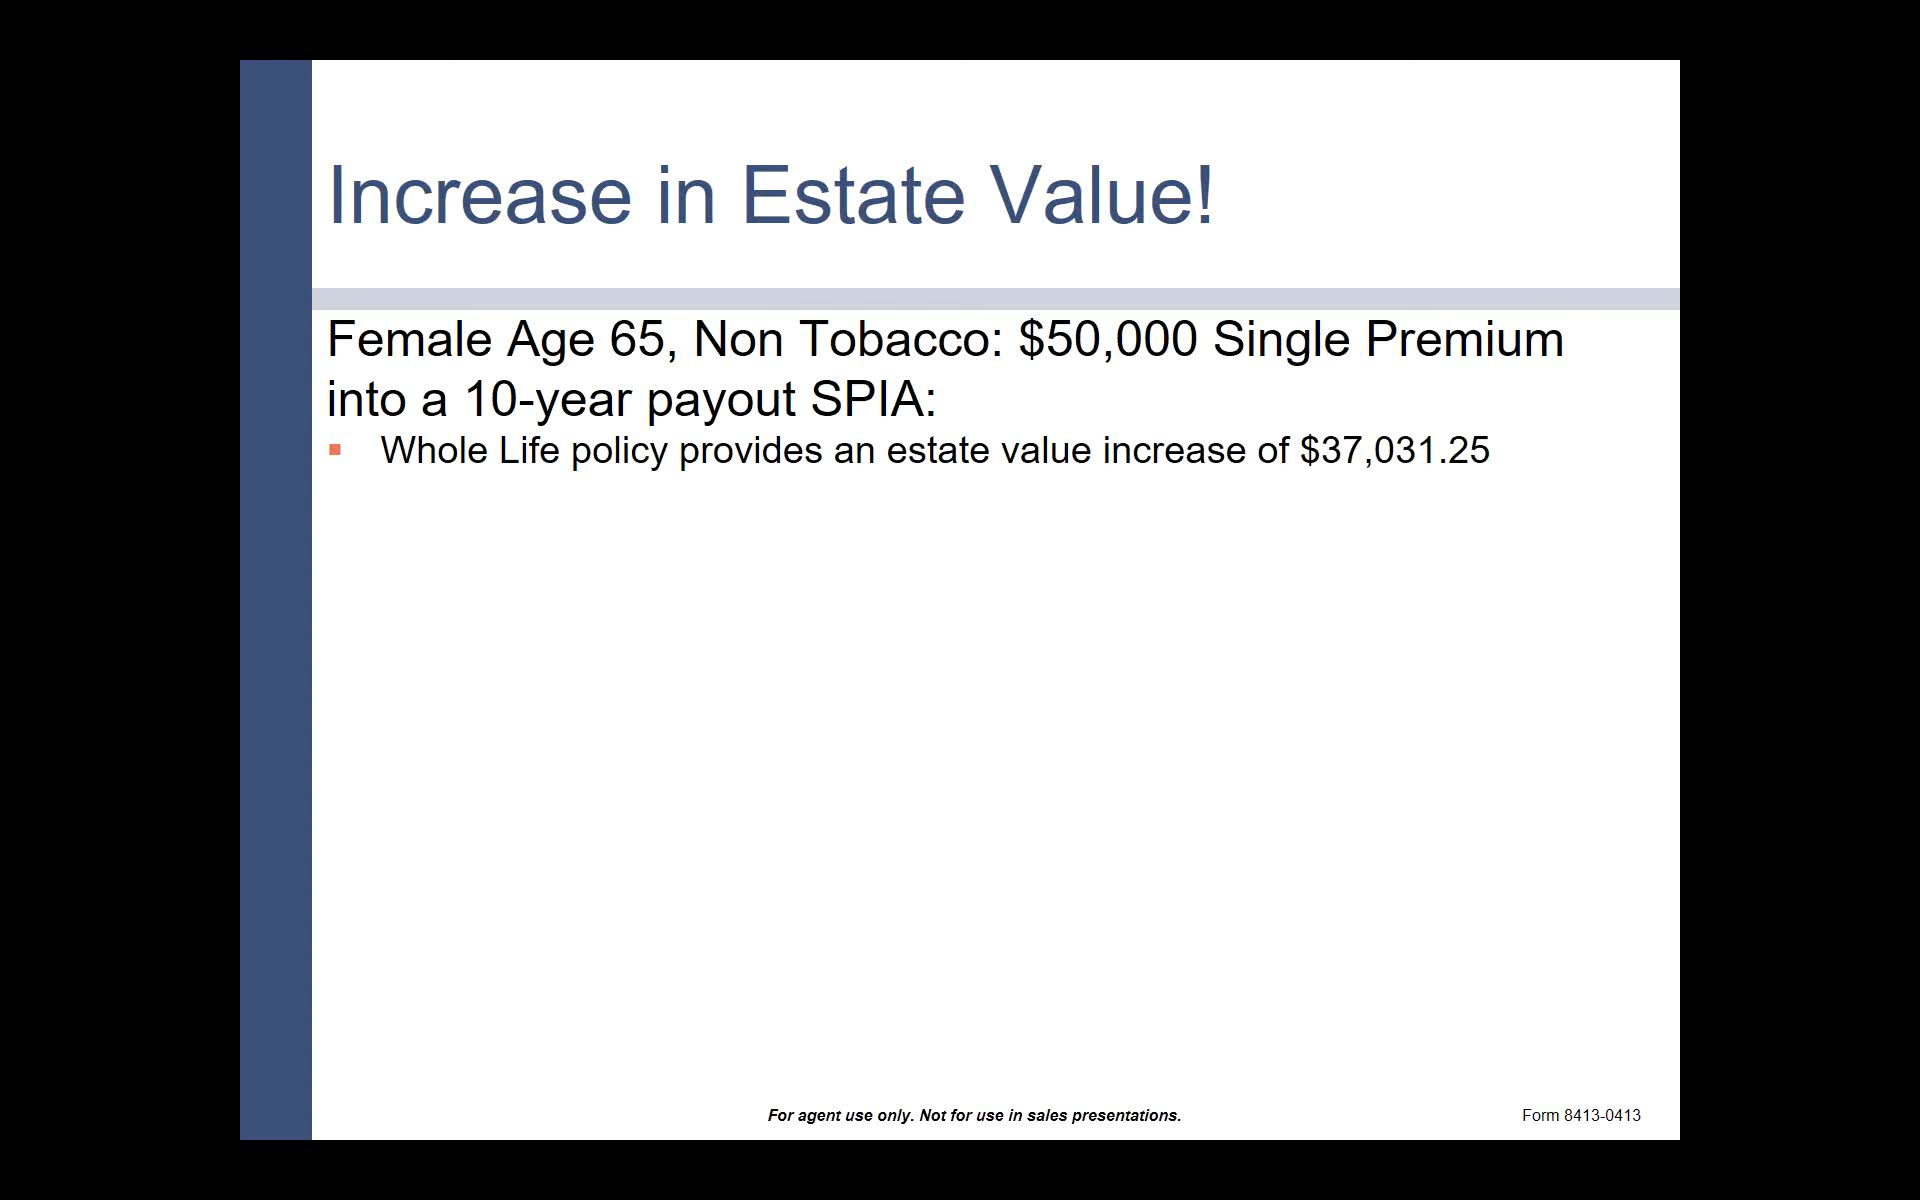 Increase in Estate Value!
Female Age 65, Non Tobacco: $50,000 Single Premium
into a 10-year payout SPIA:
Whole Life policy provides an estate value increase of $37,031.25
For agent use only. Not for use in sales presentations.
Form 8413-0413